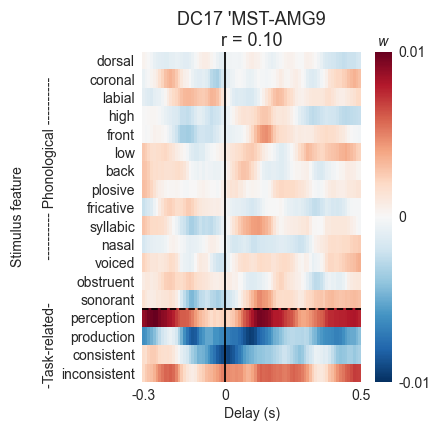 DC17 'MST-AMG9
r = 0.10
w
dorsal
coronal
labial
high
front
low
back
plosive
fricative
syllabic
nasal
voiced
obstruent
sonorant
perception
production
consistent
inconsistent
Stimulus feature
-Task-related- ----------- Phonological -----------
-0.3
0
0.5
Delay (s)
0.01
0
-0.01